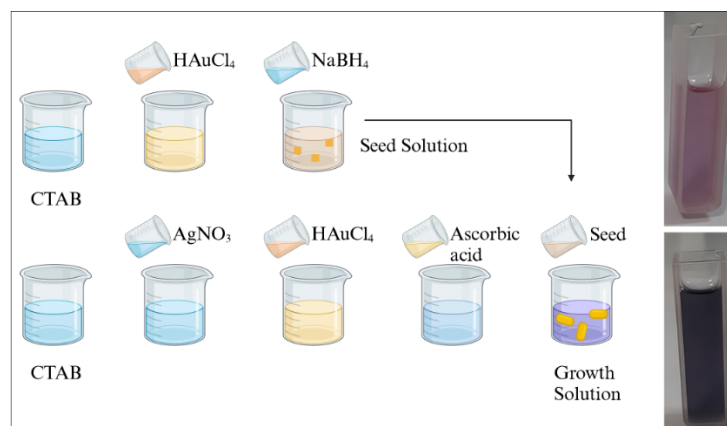 HAuCl₄
NaBH₄
Seed Solution
CTAB
AgNO₃
HAuCl₄
Ascorbic
acid
Seed
CTAB
Growth
Solution